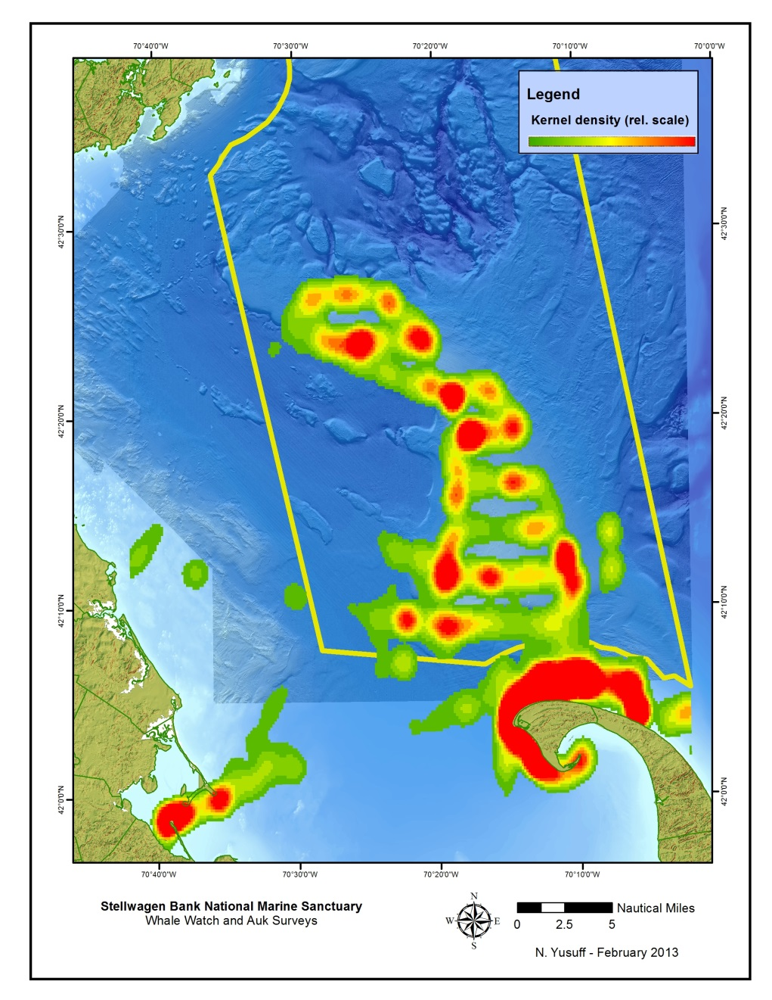 70°40'0"W 70°30'0"W 70°20'0"W 70°10'0"W 70°0'0"W
Legend
Kernel density (rel. scale)
42°30'0"N 42°30'0"N
42°20'0"N 42°20'0"N
42°10'0"N 42°10'0"N
42°0'0"N 42°0'0"N
70°40'0"W 70°30'0"W 70°20'0"W 70°10'0"W
Stellwagen Bank National Marine Sanctuary
Whale Watch and Auk Surveys
N
W E
S
Nautical Miles
0 2.5 5
N. Yusuff - February 2013